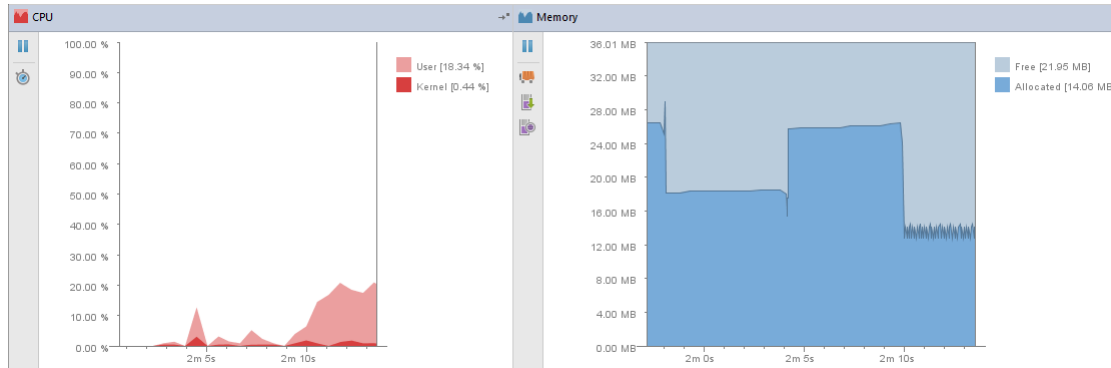 CPU
100.00 %
90.00 %
80.00 %
70.00 %
60.00 %
50.00 %
40.00 %
30.00 %
20.00 %
10.00 %
0.00 %
2m 5s
2m 10s
User [18.34 %]
Kernel [0.44 %]
Memory
36.01 MB
32.00 MB
28.00 MB
24.00 MB
20.00 MB
16.00 MB
12.00 MB
8.00 MB
4.00 MB
0.00 MB
2m 0s
2m 5s
2m 10s
Free [21.95 MB]
Allocated [14.06 MB